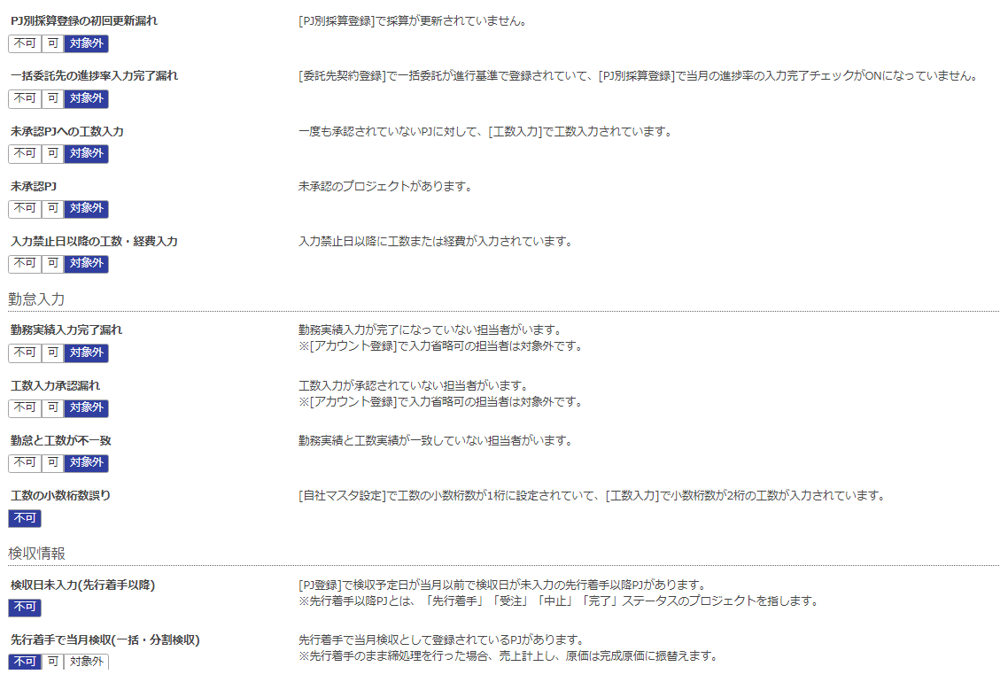 PJ別採算登録の初回更新漏れ [PJ別採算登録]で採算が更新されていません。
不可 可 対象外
一括委託先の進捗率入力完了漏れ [委託先契約登録]で一括委託が進行基準で登録されていて、[PJ別採算登録]で当月の進捗率の入力完了チェックがONになっていません。
不可 可 対象外
未承認PJへの工数入力 一度も承認されていないPJに対して、[工数入力]で工数入力されています。
不可 可 対象外
未承認PJ 未承認のプロジェクトがあります。
不可 可 対象外
入力禁止日以降の工数・経費入力 入力禁止日以降に工数または経費が入力されています。
不可 可 対象外
勤怠入力
勤務実績入力完了漏れ 勤務実績入力が完了になっていない担当者がいます。
※[アカウント登録]で入力省略可の担当者は対象外です。
不可 可 対象外
工数入力承認漏れ 工数入力が承認されていない担当者がいます。
※[アカウント登録]で入力省略可の担当者は対象外です。
不可 可 対象外
勤怠と工数が不一致 勤務実績と工数実績が一致していない担当者がいます。
不可 可 対象外
工数の小数桁数誤り [自社マスタ設定]で工数の小数桁数が1桁に設定されていて、[工数入力]で小数桁数が2桁の工数が入力されています。
不可
検収情報
検収日未入力(先行着手以降) [PJ登録]で検収予定日が当月以前で検収日が未入力の先行着手以降PJがあります。
※先行着手以降PJとは、「先行着手」「受注」「中止」「完了」ステータスのプロジェクトを指します。
不可
先行着手で当月検収(一括・分割検収) 先行着手で当月検収として登録されているPJがあります。
※先行着手のまま締処理を行った場合、売上計上し、原価は完成原価に振替えます。
不可 可 対象外